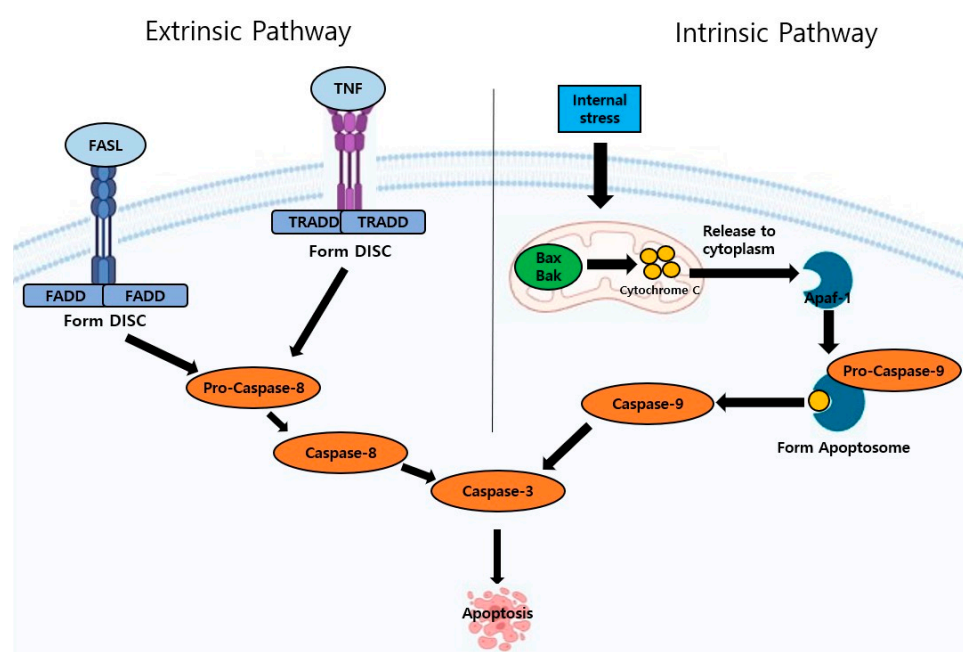 Extrinsic Pathway
Intrinsic Pathway
TNF
FASL
TRADD TRADD
Form DISC
FADD FADD
Form DISC
Pro-Caspase-8
Caspase-8
Caspase-3
Apoptosis
Internal
stress
Bax
Bak
Cytochrome C
Release to
cytoplasm
Apaf-1
Pro-Caspase-9
Caspase-9
Form Apoptosome